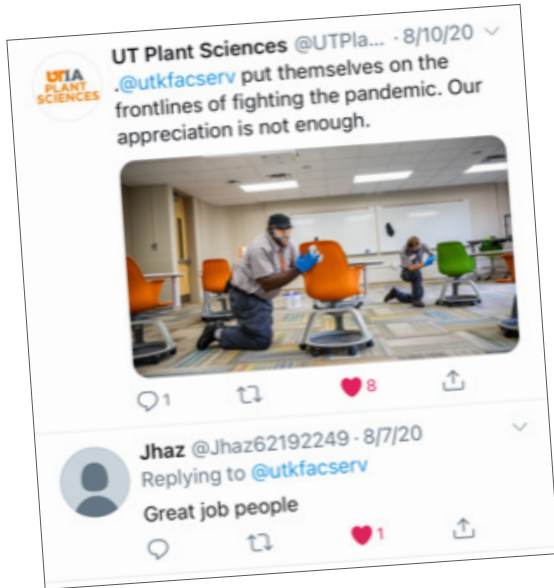 UTIA
PLANT
SCIENCES
UT Plant Sciences @UTPla... · 8/10/20
.@utkfacserv put themselves on the
frontlines of fighting the pandemic. Our
appreciation is not enough.
1 8
Jhaz @Jhaz62192249 · 8/7/20
Replying to @utkfacserv
Great job people
1